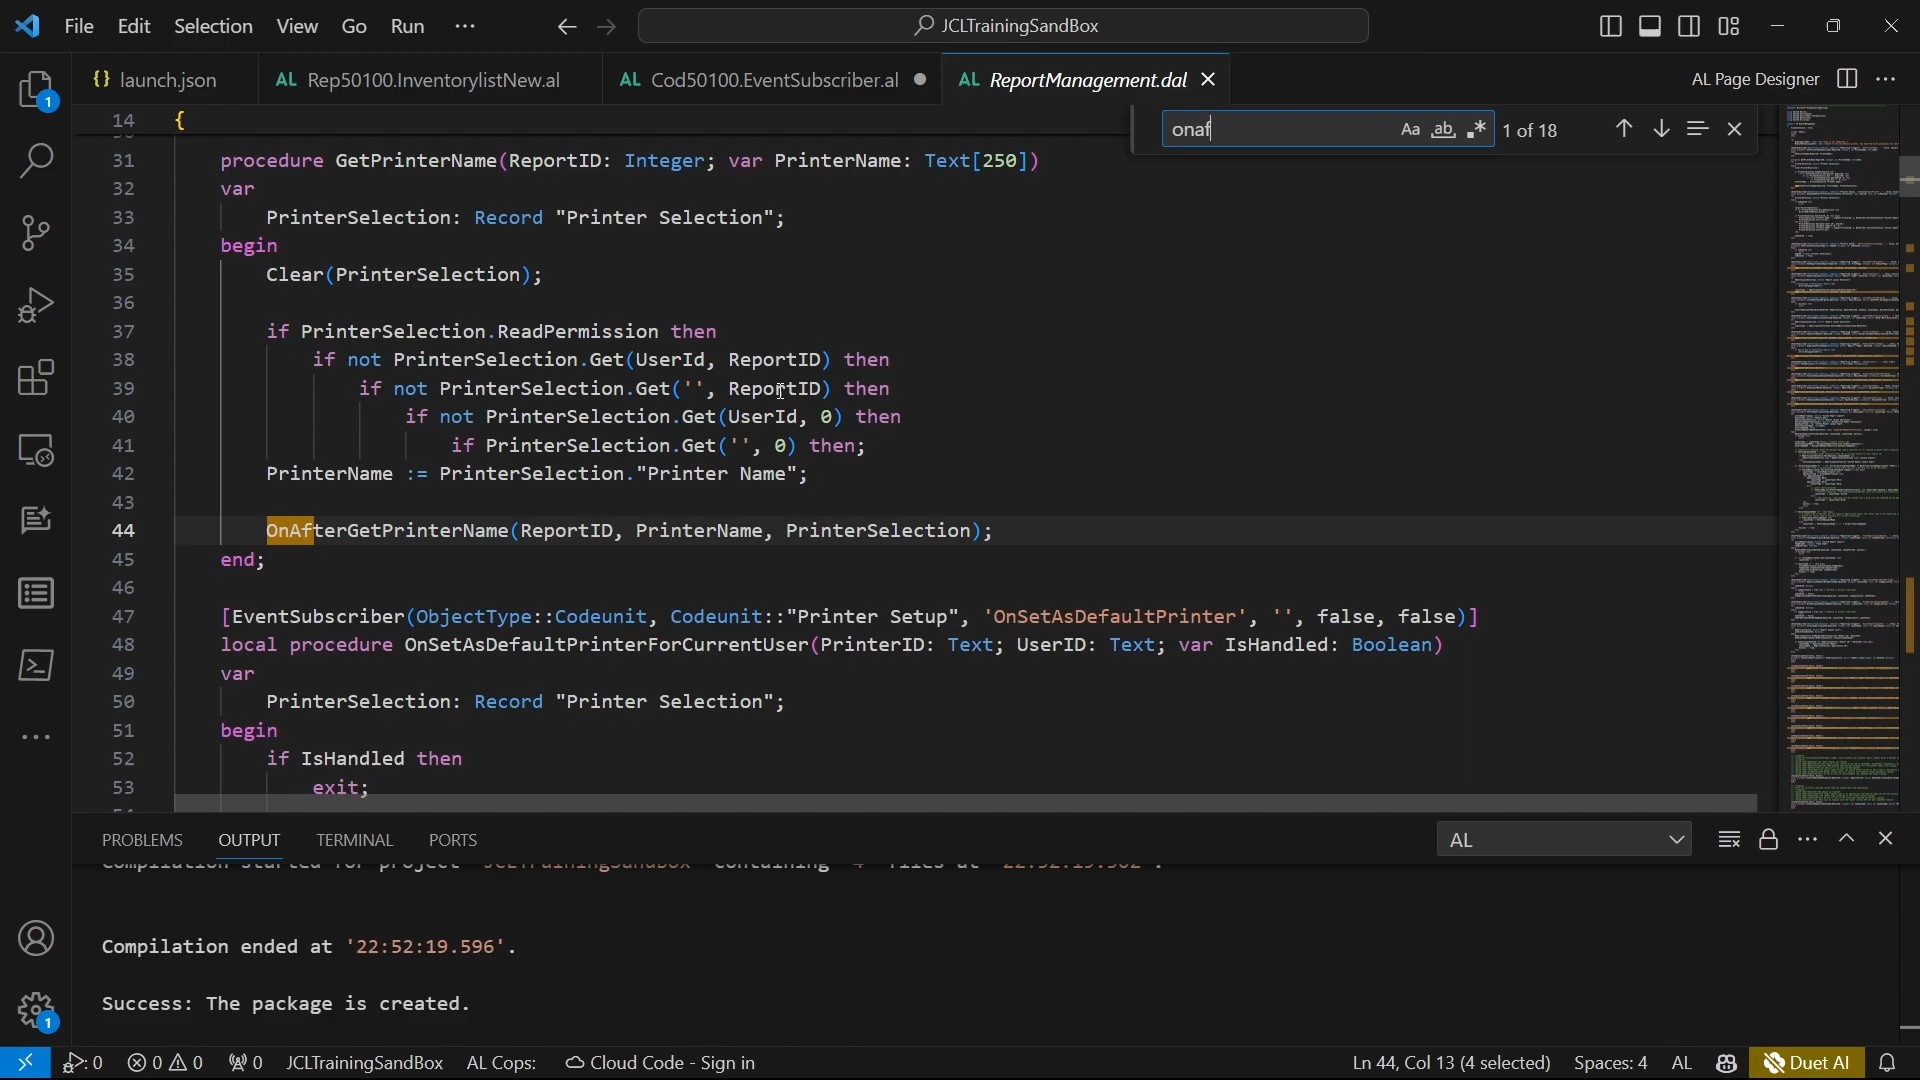 File Edit Selection View Go Run ··· JCLTrainingSandBox
{} launch.json AL Rep50100.InventorylistNew.al AL Cod50100.EventSubscriber.al AL ReportManagement.dal AL Page Designer
onaf Aa ab .* 1 of 18
14 {
31 procedure GetPrinterName(ReportID: Integer; var PrinterName: Text[250])
32 var
33 PrinterSelection: Record "Printer Selection";
34 begin
35 Clear(PrinterSelection);
36
37 if PrinterSelection.ReadPermission then
38 if not PrinterSelection.Get(UserId, ReportID) then
39 if not PrinterSelection.Get('', ReportID) then
40 if not PrinterSelection.Get(UserId, 0) then
41 if PrinterSelection.Get('', 0) then;
42 PrinterName := PrinterSelection."Printer Name";
43
44 OnAfterGetPrinterName(ReportID, PrinterName, PrinterSelection);
45 end;
46
47 [EventSubscriber(ObjectType::Codeunit, Codeunit::"Printer Setup", 'OnSetAsDefaultPrinter', '', false, false)]
48 local procedure OnSetAsDefaultPrinterForCurrentUser(PrinterID: Text; UserID: Text; var IsHandled: Boolean)
49 var
50 PrinterSelection: Record "Printer Selection";
51 begin
52 if IsHandled then
53 exit;
PROBLEMS OUTPUT TERMINAL PORTS AL
Compilation ended at '22:52:19.596'.
Success: The package is created.
0 0 0 0 JCLTrainingSandBox AL Cops: Cloud Code - Sign in Ln 44, Col 13 (4 selected) Spaces: 4 AL Duet AI
1
1